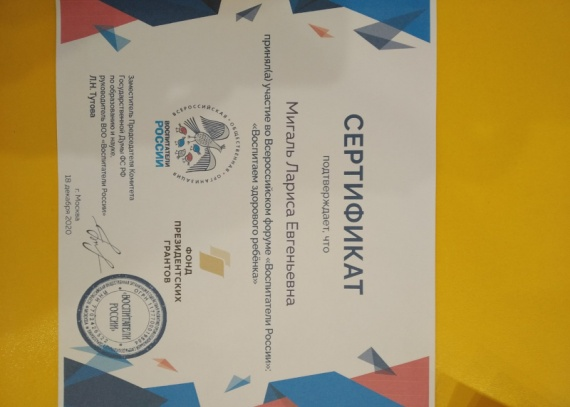 СЕРТИФИКАТ
подтверждает, что
Мигаль Лариса Евгеньевна
принял(а) участие во Всероссийском форуме «Воспитатели России»:
«Воспитаем здорового ребёнка»
ВСЕРОССИЙСКАЯ • ОБЩЕСТВЕННАЯ • ОРГАНИЗАЦИЯ
ВОСПИТАТЕЛИ
РОССИИ
ФОНД
ПРЕЗИДЕНТСКИХ
ГРАНТОВ
Заместитель Председателя Комитета
Государственной Думы ФС РФ
по образованию и науке,
руководитель ВОО «Воспитатели России»
Л.Н. Тутова
«ВОСПИТАТЕЛИ
РОССИИ»
г. Москва
18 декабря 2020